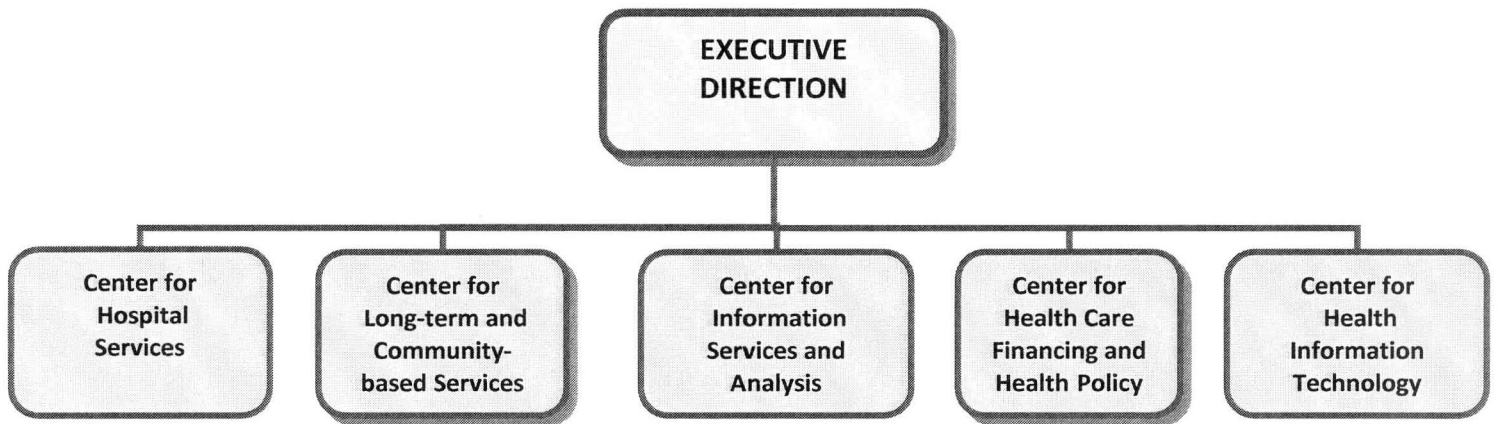 EXECUTIVE
DIRECTION
Center for
Hospital
Services
Center for
Long-term and
Community-
based Services
Center for
Information
Services and
Analysis
Center for
Health Care
Financing and
Health Policy
Center for
Health
Information
Technology